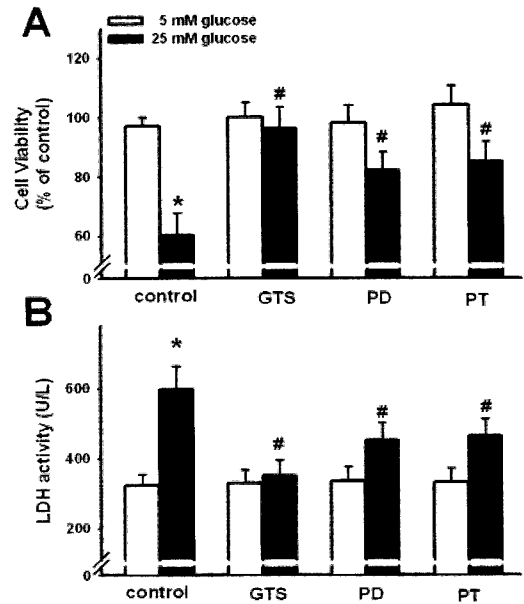 A
5 mM glucose
25 mM glucose
Cell Viability
(% of control)
120
100
80
60
0
*
#
#
#
control GTS PD PT
B
LDH activity (U/L)
600
400
200
0
*
#
#
#
control GTS PD PT